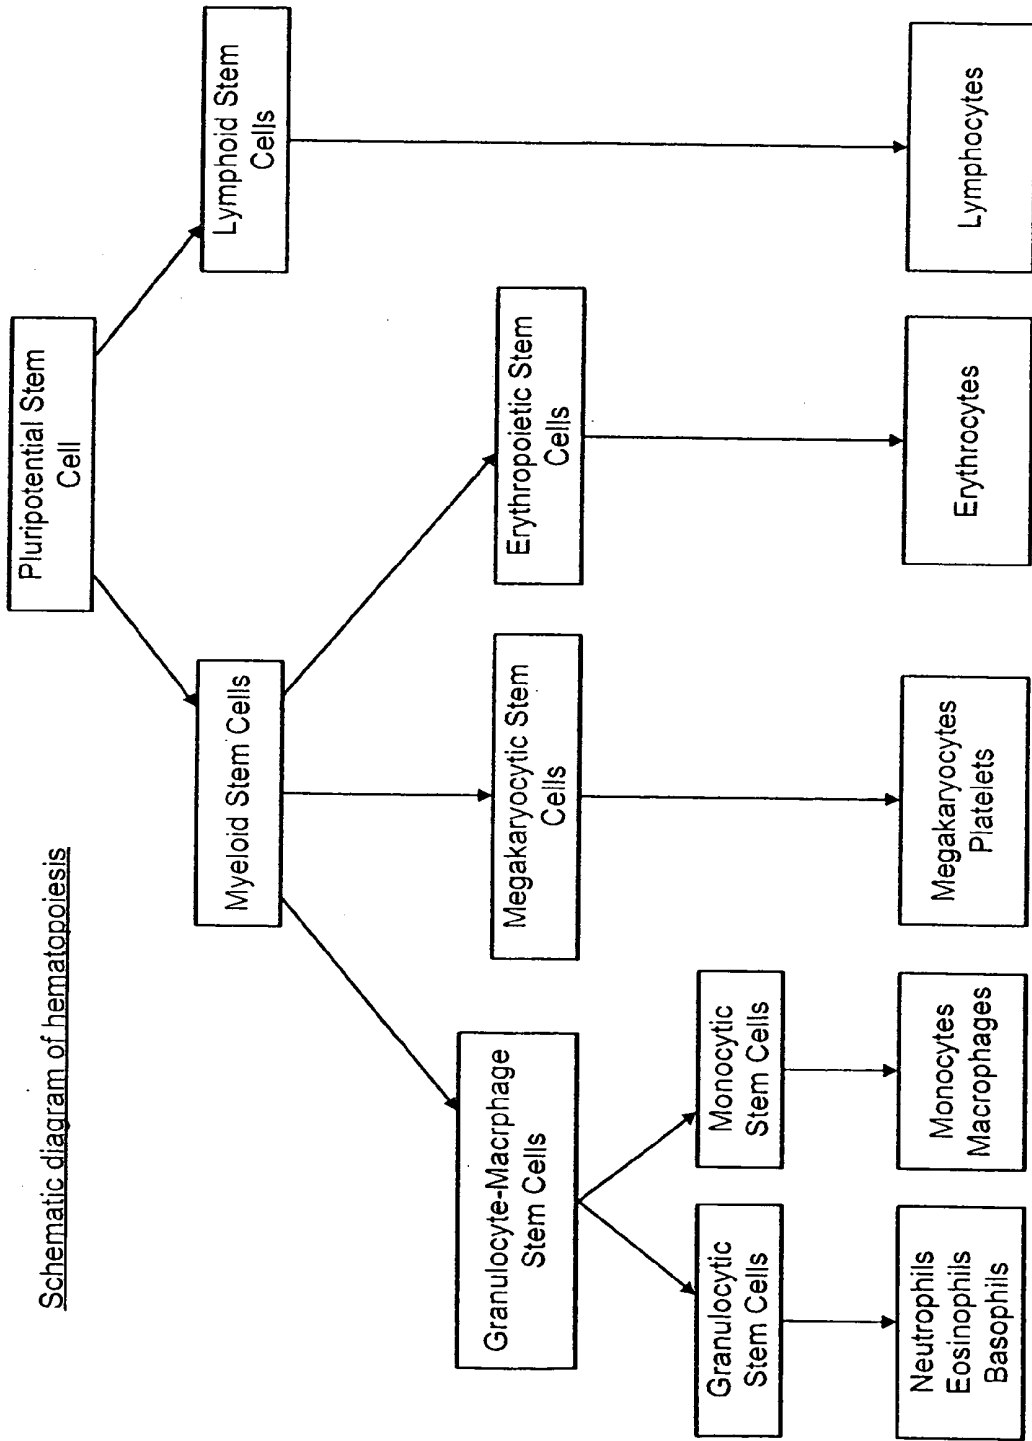 Schematic diagram of hematopoiesis
Pluripotential Stem
Cell
Myeloid Stem Cells
Lymphoid Stem
Cells
Granulocyte-Macrphage
Stem Cells
Megakaryocytic Stem
Cells
Erythropoietic Stem
Cells
Granulocytic
Stem Cells
Monocytic
Stem Cells
Neutrophils
Eosinophils
Basophils
Monocytes
Macrophages
Megakaryocytes
Platelets
Erythrocytes
Lymphocytes